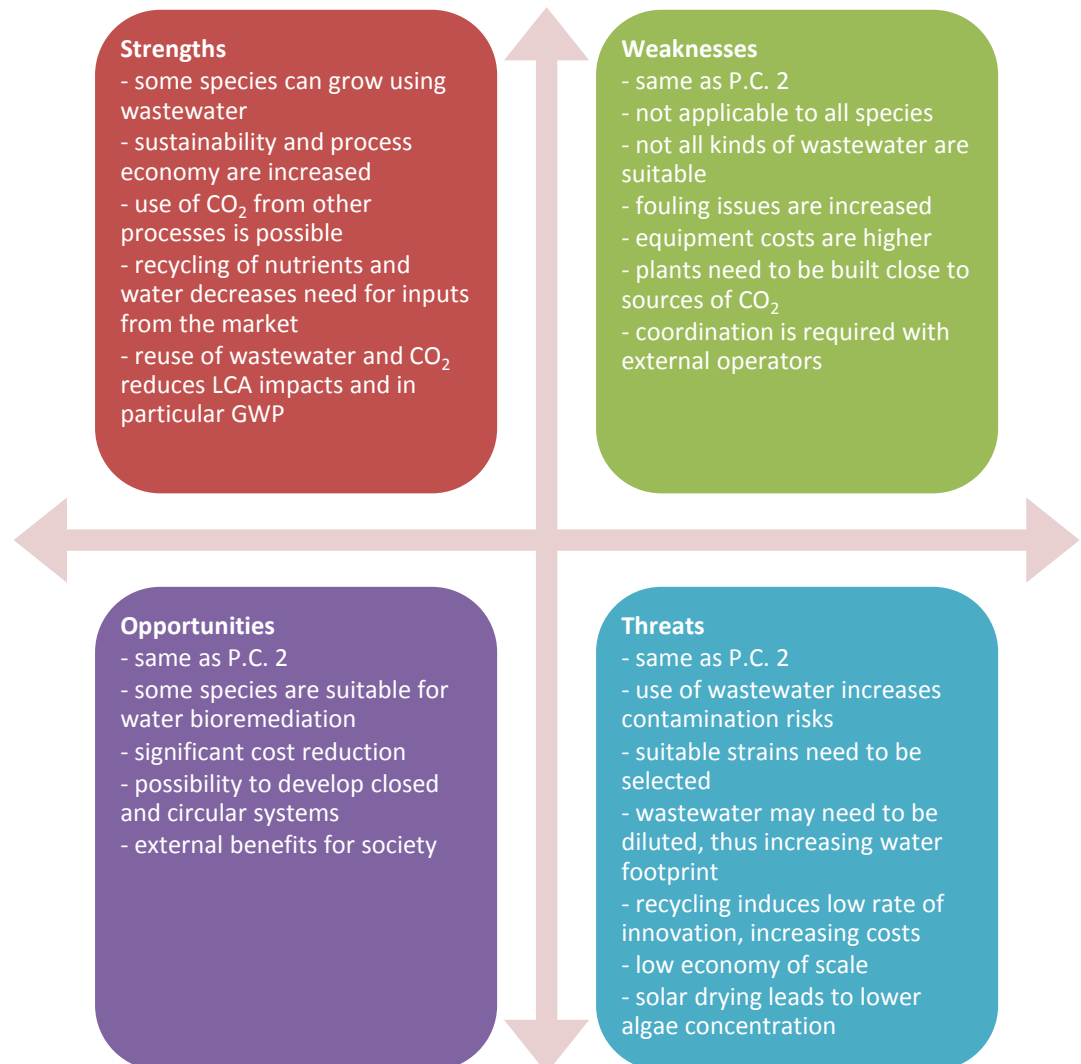 Strengths
- some species can grow using
wastewater
- sustainability and process
economy are increased
- use of CO₂ from other
processes is possible
- recycling of nutrients and
water decreases need for inputs
from the market
- reuse of wastewater and CO₂
reduces LCA impacts and in
particular GWP
Weaknesses
- same as P.C. 2
- not applicable to all species
- not all kinds of wastewater are
suitable
- fouling issues are increased
- equipment costs are higher
- plants need to be built close to
sources of CO₂
- coordination is required with
external operators
Opportunities
- same as P.C. 2
- some species are suitable for
water bioremediation
- significant cost reduction
- possibility to develop closed
and circular systems
- external benefits for society
Threats
- same as P.C. 2
- use of wastewater increases
contamination risks
- suitable strains need to be
selected
- wastewater may need to be
diluted, thus increasing water
footprint
- recycling induces low rate of
innovation, increasing costs
- low economy of scale
- solar drying leads to lower
algae concentration